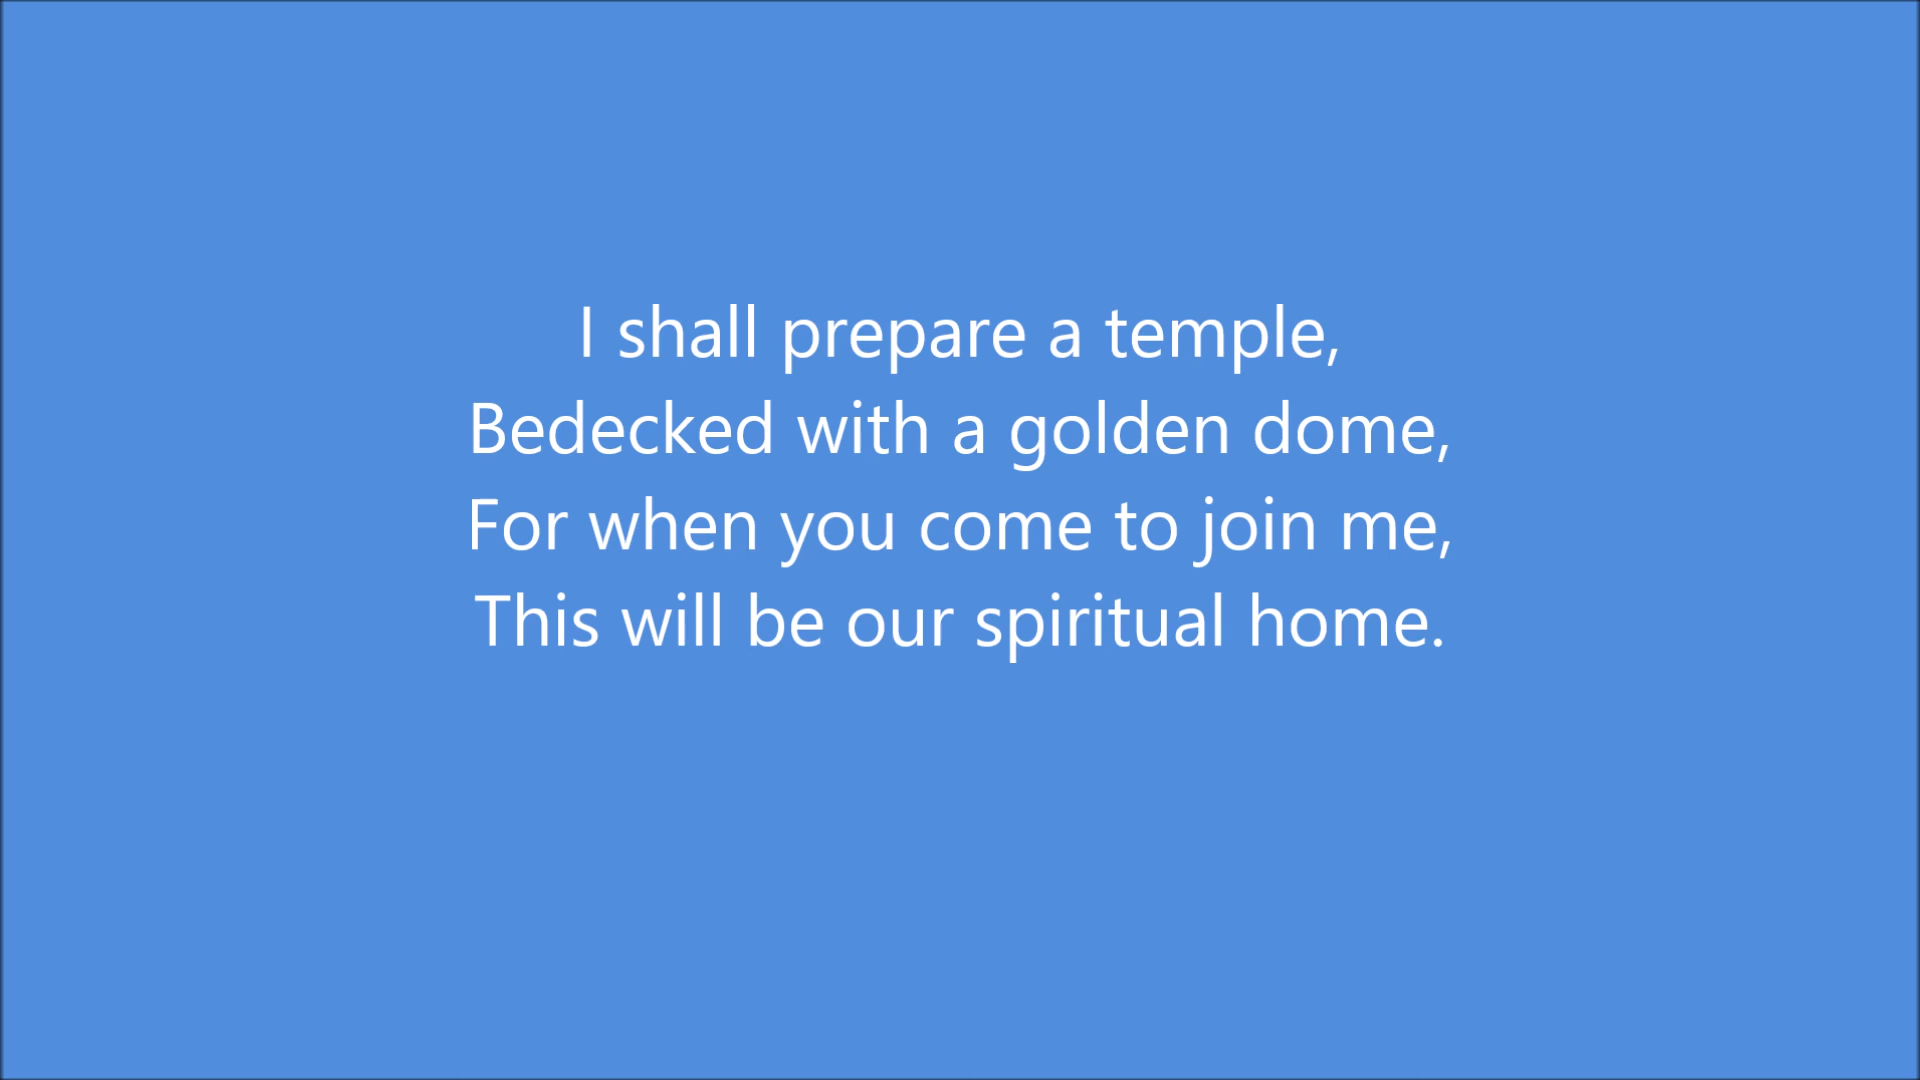 I shall prepare a temple,
Bedecked with a golden dome,
For when you come to join me,
This will be our spiritual home.